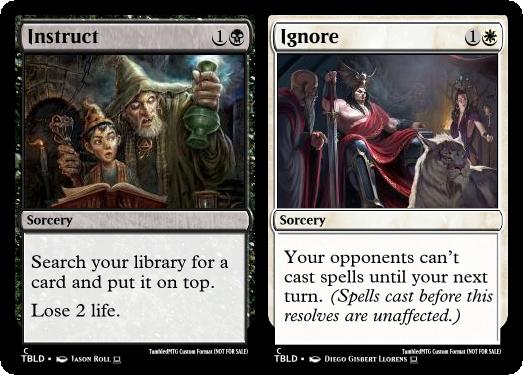 Instruct 1
Sorcery
Search your library for a
card and put it on top.
Lose 2 life.
C
TBLD • JASON ROLL
TumbledMTG Custom Format (NOT FOR SALE)
Ignore 1
Sorcery
Your opponents can't
cast spells until your next
turn. (Spells cast before this
resolves are unaffected.)
C
TBLD • DIEGO GISBERT LLORENS
TumbledMTG Custom Format (NOT FOR SALE)